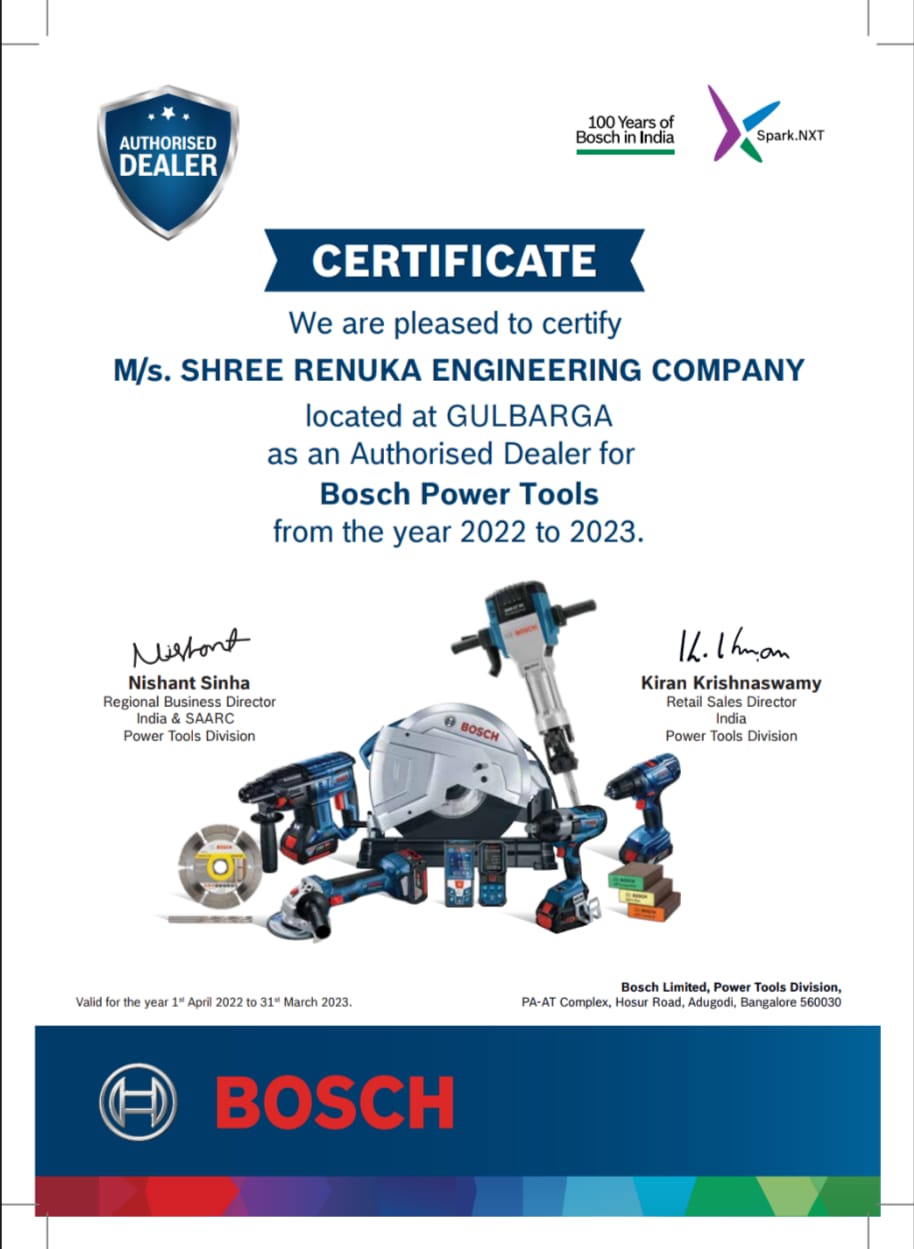 AUTHORISED
DEALER
100 Years of
Bosch in India
Spark.NXT
CERTIFICATE
We are pleased to certify
M/s. SHREE RENUKA ENGINEERING COMPANY
located at GULBARGA
as an Authorised Dealer for
Bosch Power Tools
from the year 2022 to 2023.
Nishant
Nishant Sinha
Regional Business Director
India & SAARC
Power Tools Division
Kiran Krishnaswamy
Retail Sales Director
India
Power Tools Division
BOSCH
BOSCH
BOSCH
Valid for the year 1st April 2022 to 31st March 2023.
Bosch Limited, Power Tools Division,
PA-AT Complex, Hosur Road, Adugodi, Bangalore 560030
BOSCH